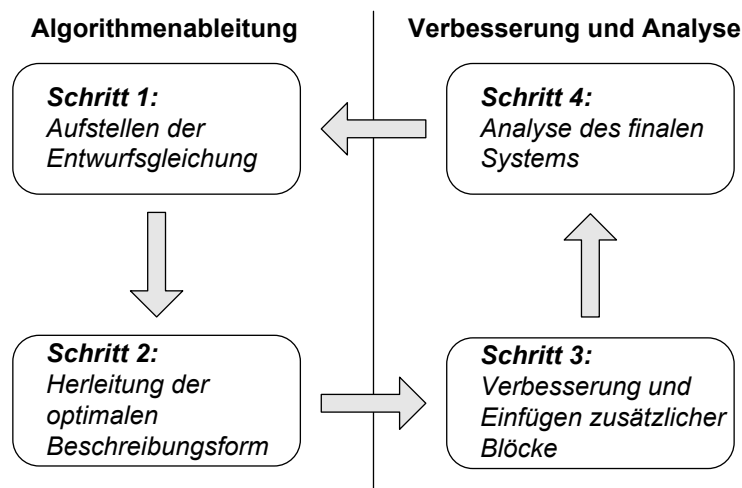 Algorithmenableitung
Verbesserung und Analyse
Schritt 1:
Aufstellen der
Entwurfsgleichung
Schritt 4:
Analyse des finalen
Systems
Schritt 2:
Herleitung der
optimalen
Beschreibungsform
Schritt 3:
Verbesserung und
Einfügen zusätzlicher
Blöcke